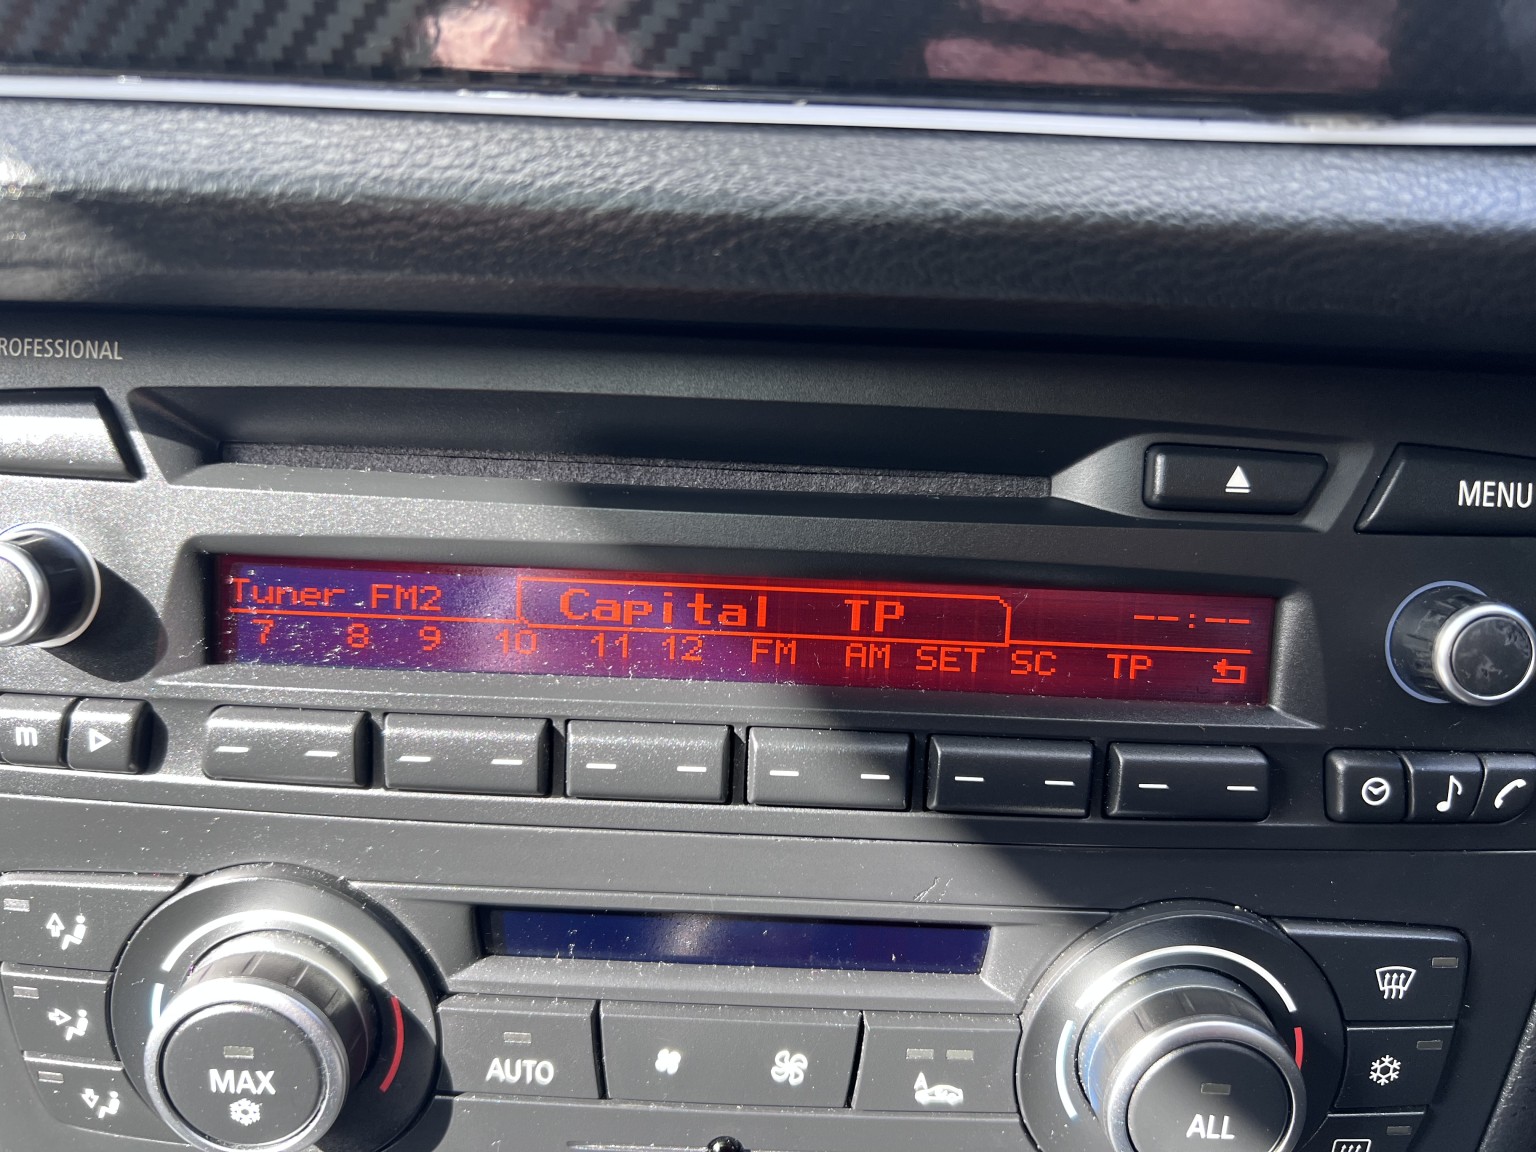 ROFESSIONAL
MENU
Tuner FM2 Capital TP --:--
7 8 9 10 11 12 FM AM SET SC TP
m
AUTO
MAX
A
ALL